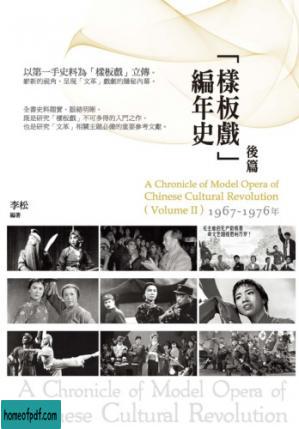 以第一手史料為「樣板戲」立傳，
嶄新的視角，呈現「文革」戲劇的隱秘內幕。
全書史料翔實，脈絡明晰，
既是研究「樣板戲」不可多得的入門之作，
也是研究「文革」相關主題必備的重要參考文獻。
「樣板戲」
編年史
後篇
A Chronicle of Model Opera of
Chinese Cultural Revolution
(Volume II) 1967-1976年
李松
編著
A Chronicle of Model Opera of
Chinese Cultural Revolution
homeofpdf.com